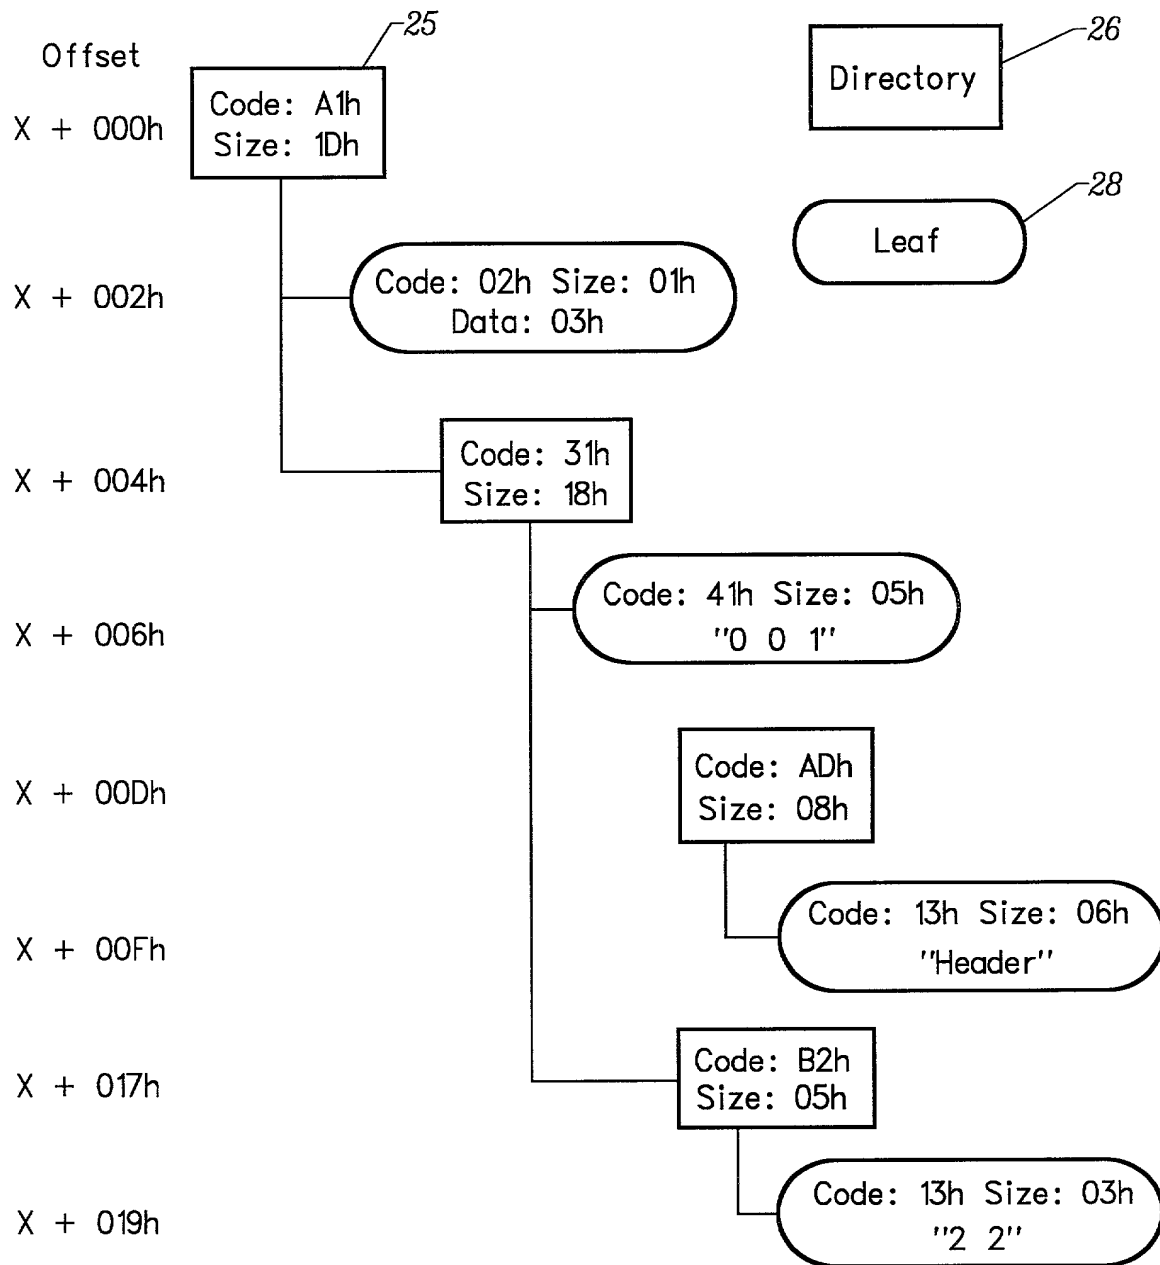 Offset
25
26
Directory
X + 000h
Code: A1h
Size: 1Dh
28
Leaf
X + 002h
Code: 02h Size: 01h
Data: 03h
X + 004h
Code: 31h
Size: 18h
X + 006h
Code: 41h Size: 05h
"0 0 1"
X + 00Dh
Code: ADh
Size: 08h
X + 00Fh
Code: 13h Size: 06h
"Header"
X + 017h
Code: B2h
Size: 05h
X + 019h
Code: 13h Size: 03h
"2 2"